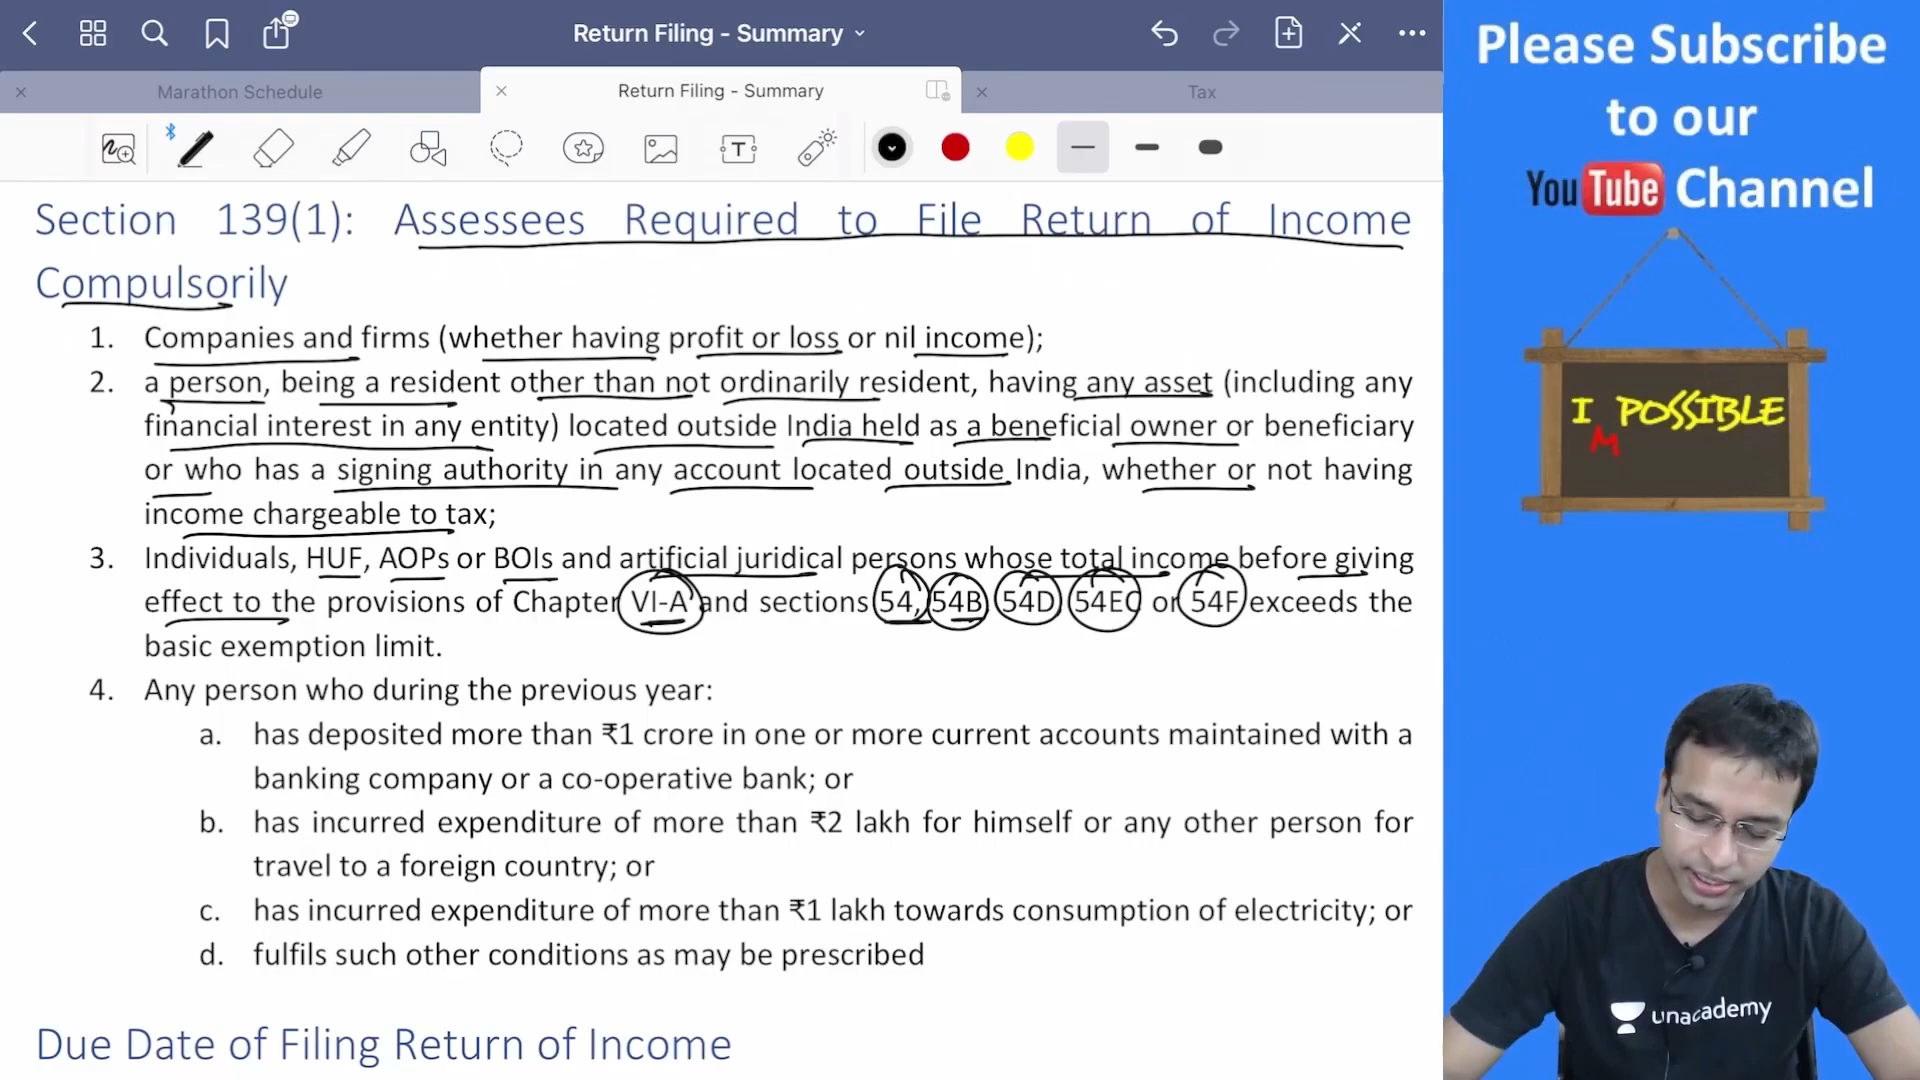 Return Filing - Summary
Marathon Schedule
Return Filing - Summary
Tax
Section 139(1): Assessees Required to File Return of Income
Compulsorily
1. Companies and firms (whether having profit or loss or nil income);
2. a person, being a resident other than not ordinarily resident, having any asset (including any
financial interest in any entity) located outside India held as a beneficial owner or beneficiary
or who has a signing authority in any account located outside India, whether or not having
income chargeable to tax;
3. Individuals, HUF, AOPs or BOIs and artificial juridical persons whose total income before giving
effect to the provisions of Chapter VI-A and sections 54, 54B 54D 54EC or 54F exceeds the
basic exemption limit.
4. Any person who during the previous year:
a. has deposited more than ₹1 crore in one or more current accounts maintained with a
banking company or a co-operative bank; or
b. has incurred expenditure of more than ₹2 lakh for himself or any other person for
travel to a foreign country; or
c. has incurred expenditure of more than ₹1 lakh towards consumption of electricity; or
d. fulfils such other conditions as may be prescribed
Due Date of Filing Return of Income
Please Subscribe
to our
YouTube Channel
I POSSIBLE
M
unacademy